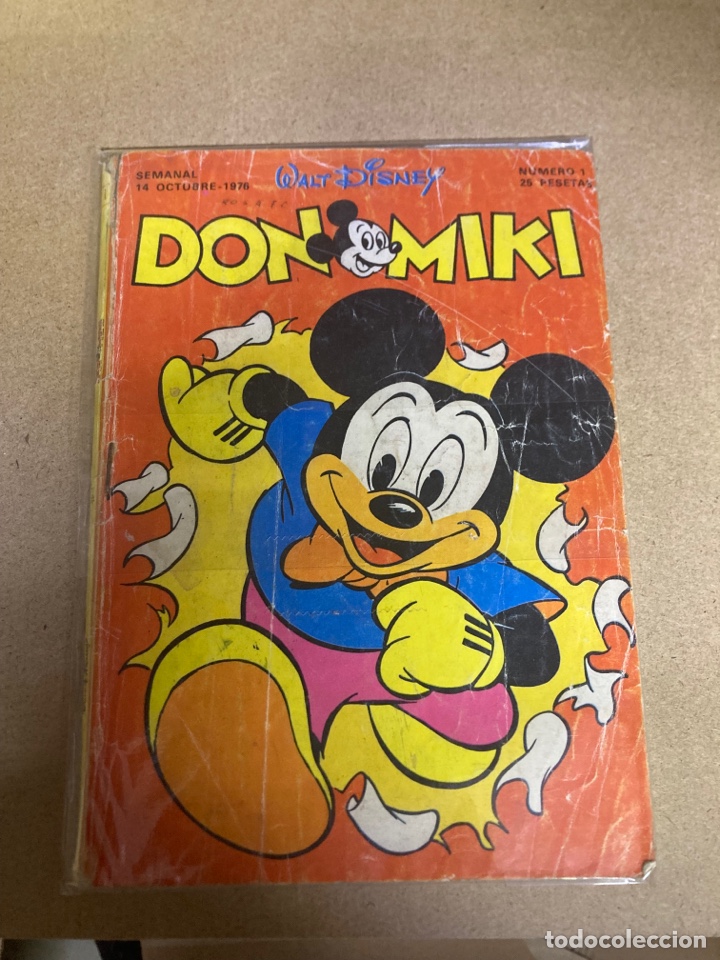 SEMANAL
14 OCTUBRE-1976
WALT DISNEY
NUMERO 1
25 PESETAS
DON MIKI
todocoleccion